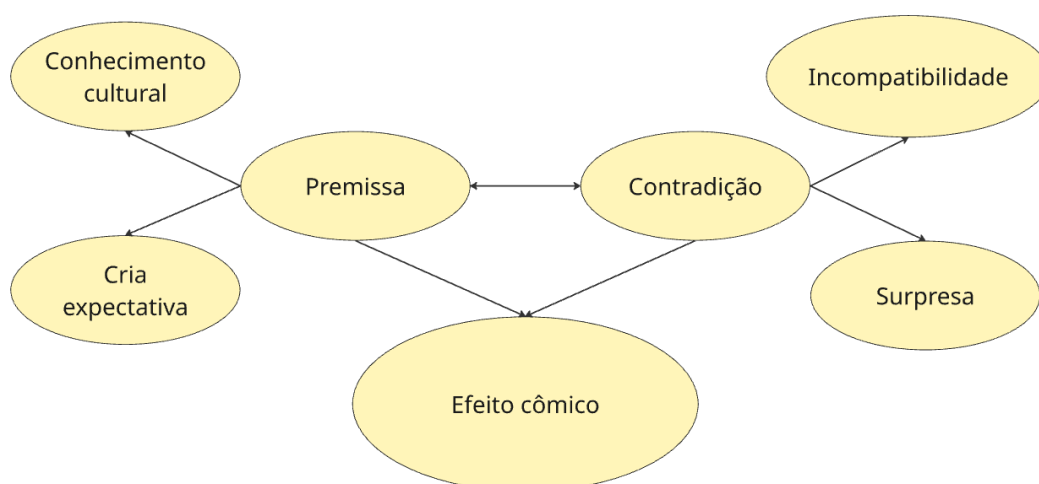 Conhecimento
cultural
Incompatibilidade
Premissa
Contradição
Cria
expectativa
Surpresa
Efeito cômico